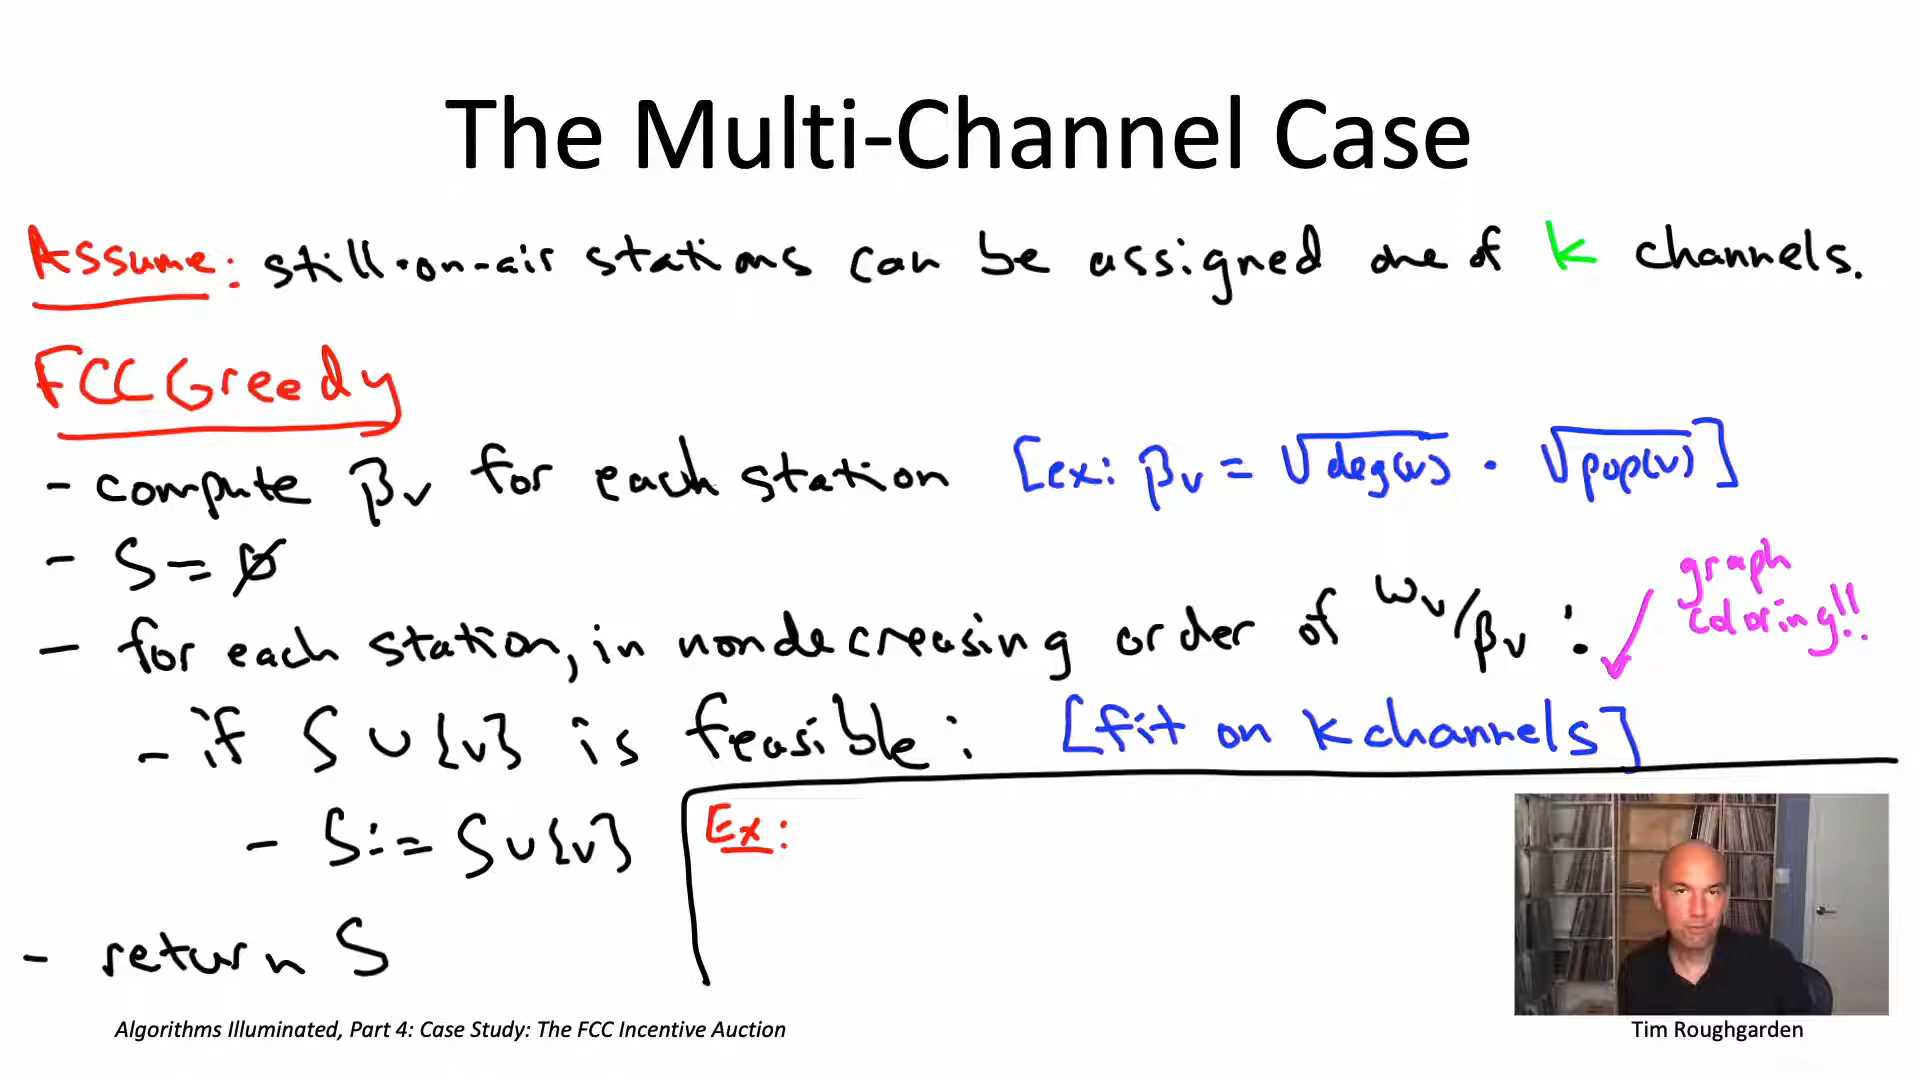 The Multi-Channel Case
Assume: still-on-air stations can be assigned one of k channels.
FCCGreedy
- compute βv for each station [ex: βv = √deg(v) · √pop(v)]
- S = ∅
graph coloring!!
- for each station, in nondecreasing order of wv/βv :
- if S ∪ {v} is feasible: [fit on k channels]
- S := S ∪ {v}
Ex:
- return S
Algorithms Illuminated, Part 4: Case Study: The FCC Incentive Auction
Tim Roughgarden